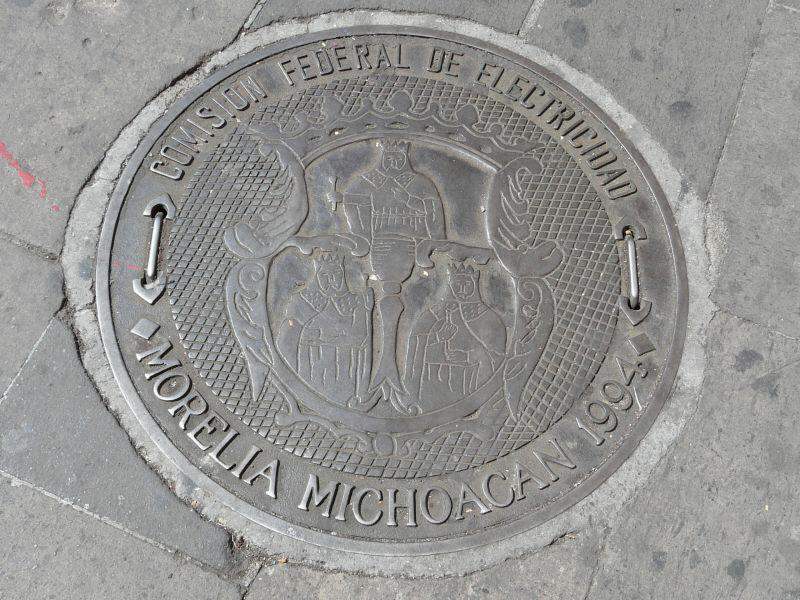 COMISION FEDERAL DE ELECTRICIDAD
MORELIA MICHOACAN 1994